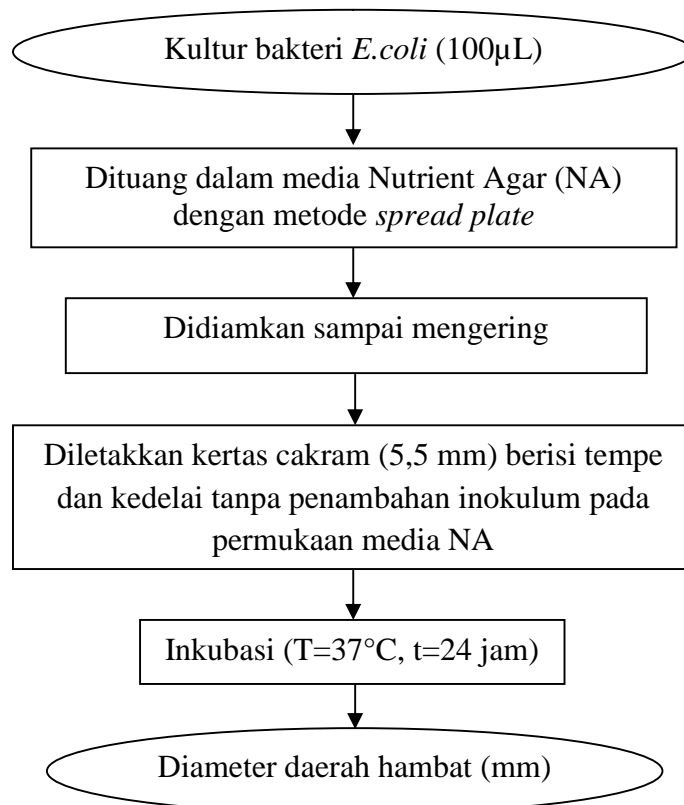 Kultur bakteri E.coli (100µL)
Dituang dalam media Nutrient Agar (NA)
dengan metode spread plate
Didiamkan sampai mengering
Diletakkan kertas cakram (5,5 mm) berisi tempe
dan kedelai tanpa penambahan inokulum pada
permukaan media NA
Inkubasi (T=37°C, t=24 jam)
Diameter daerah hambat (mm)